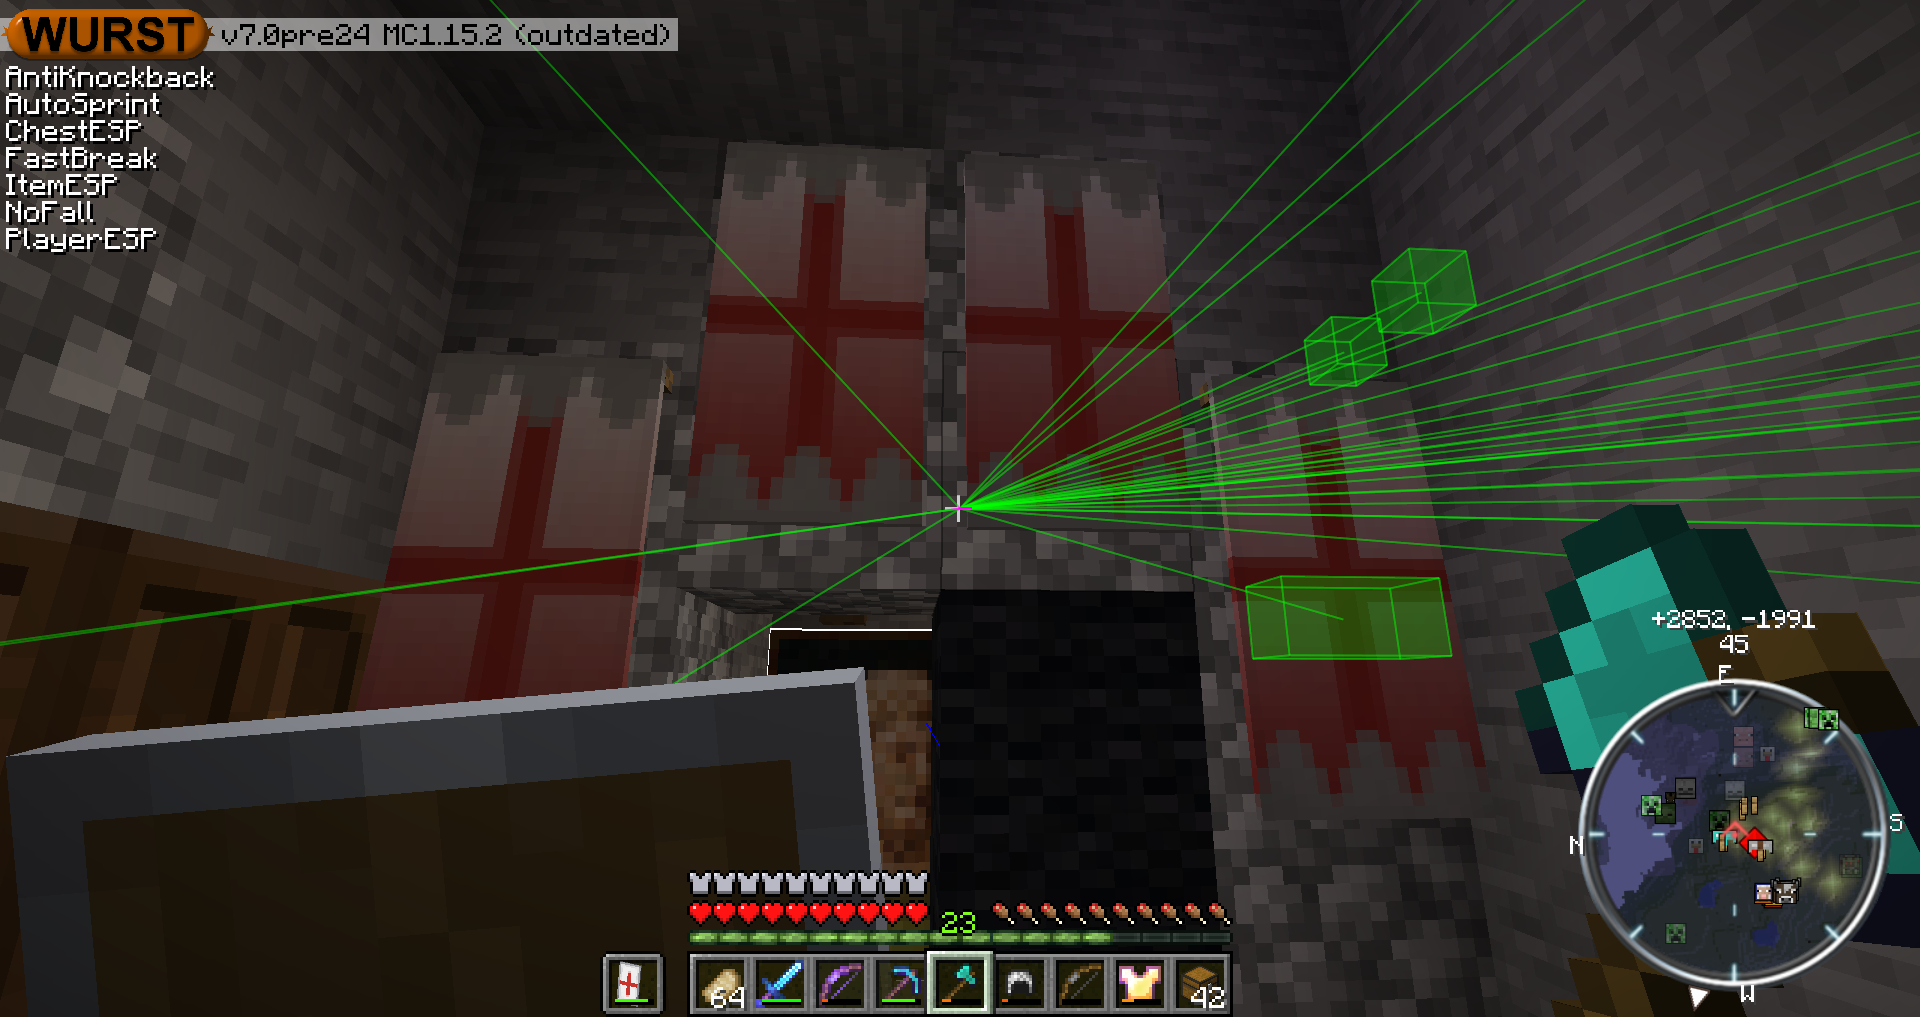 WURST v7.0pre24 MC1.15.2 (outdated)
AntiKnockback
AutoSprint
ChestESP
FastBreak
ItemESP
NoFall
PlayerESP
+2852, -1991
45
E
N
S
W
23
64
42